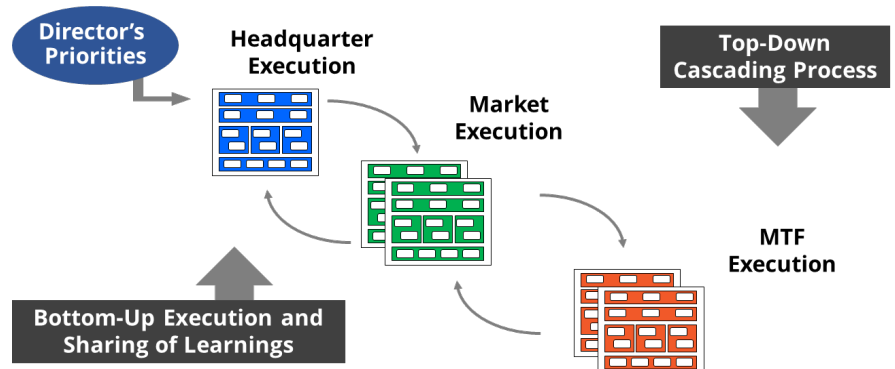 Director's
Priorities
Headquarter
Execution
Top-Down
Cascading Process
Market
Execution
MTF
Execution
Bottom-Up Execution and
Sharing of Learnings